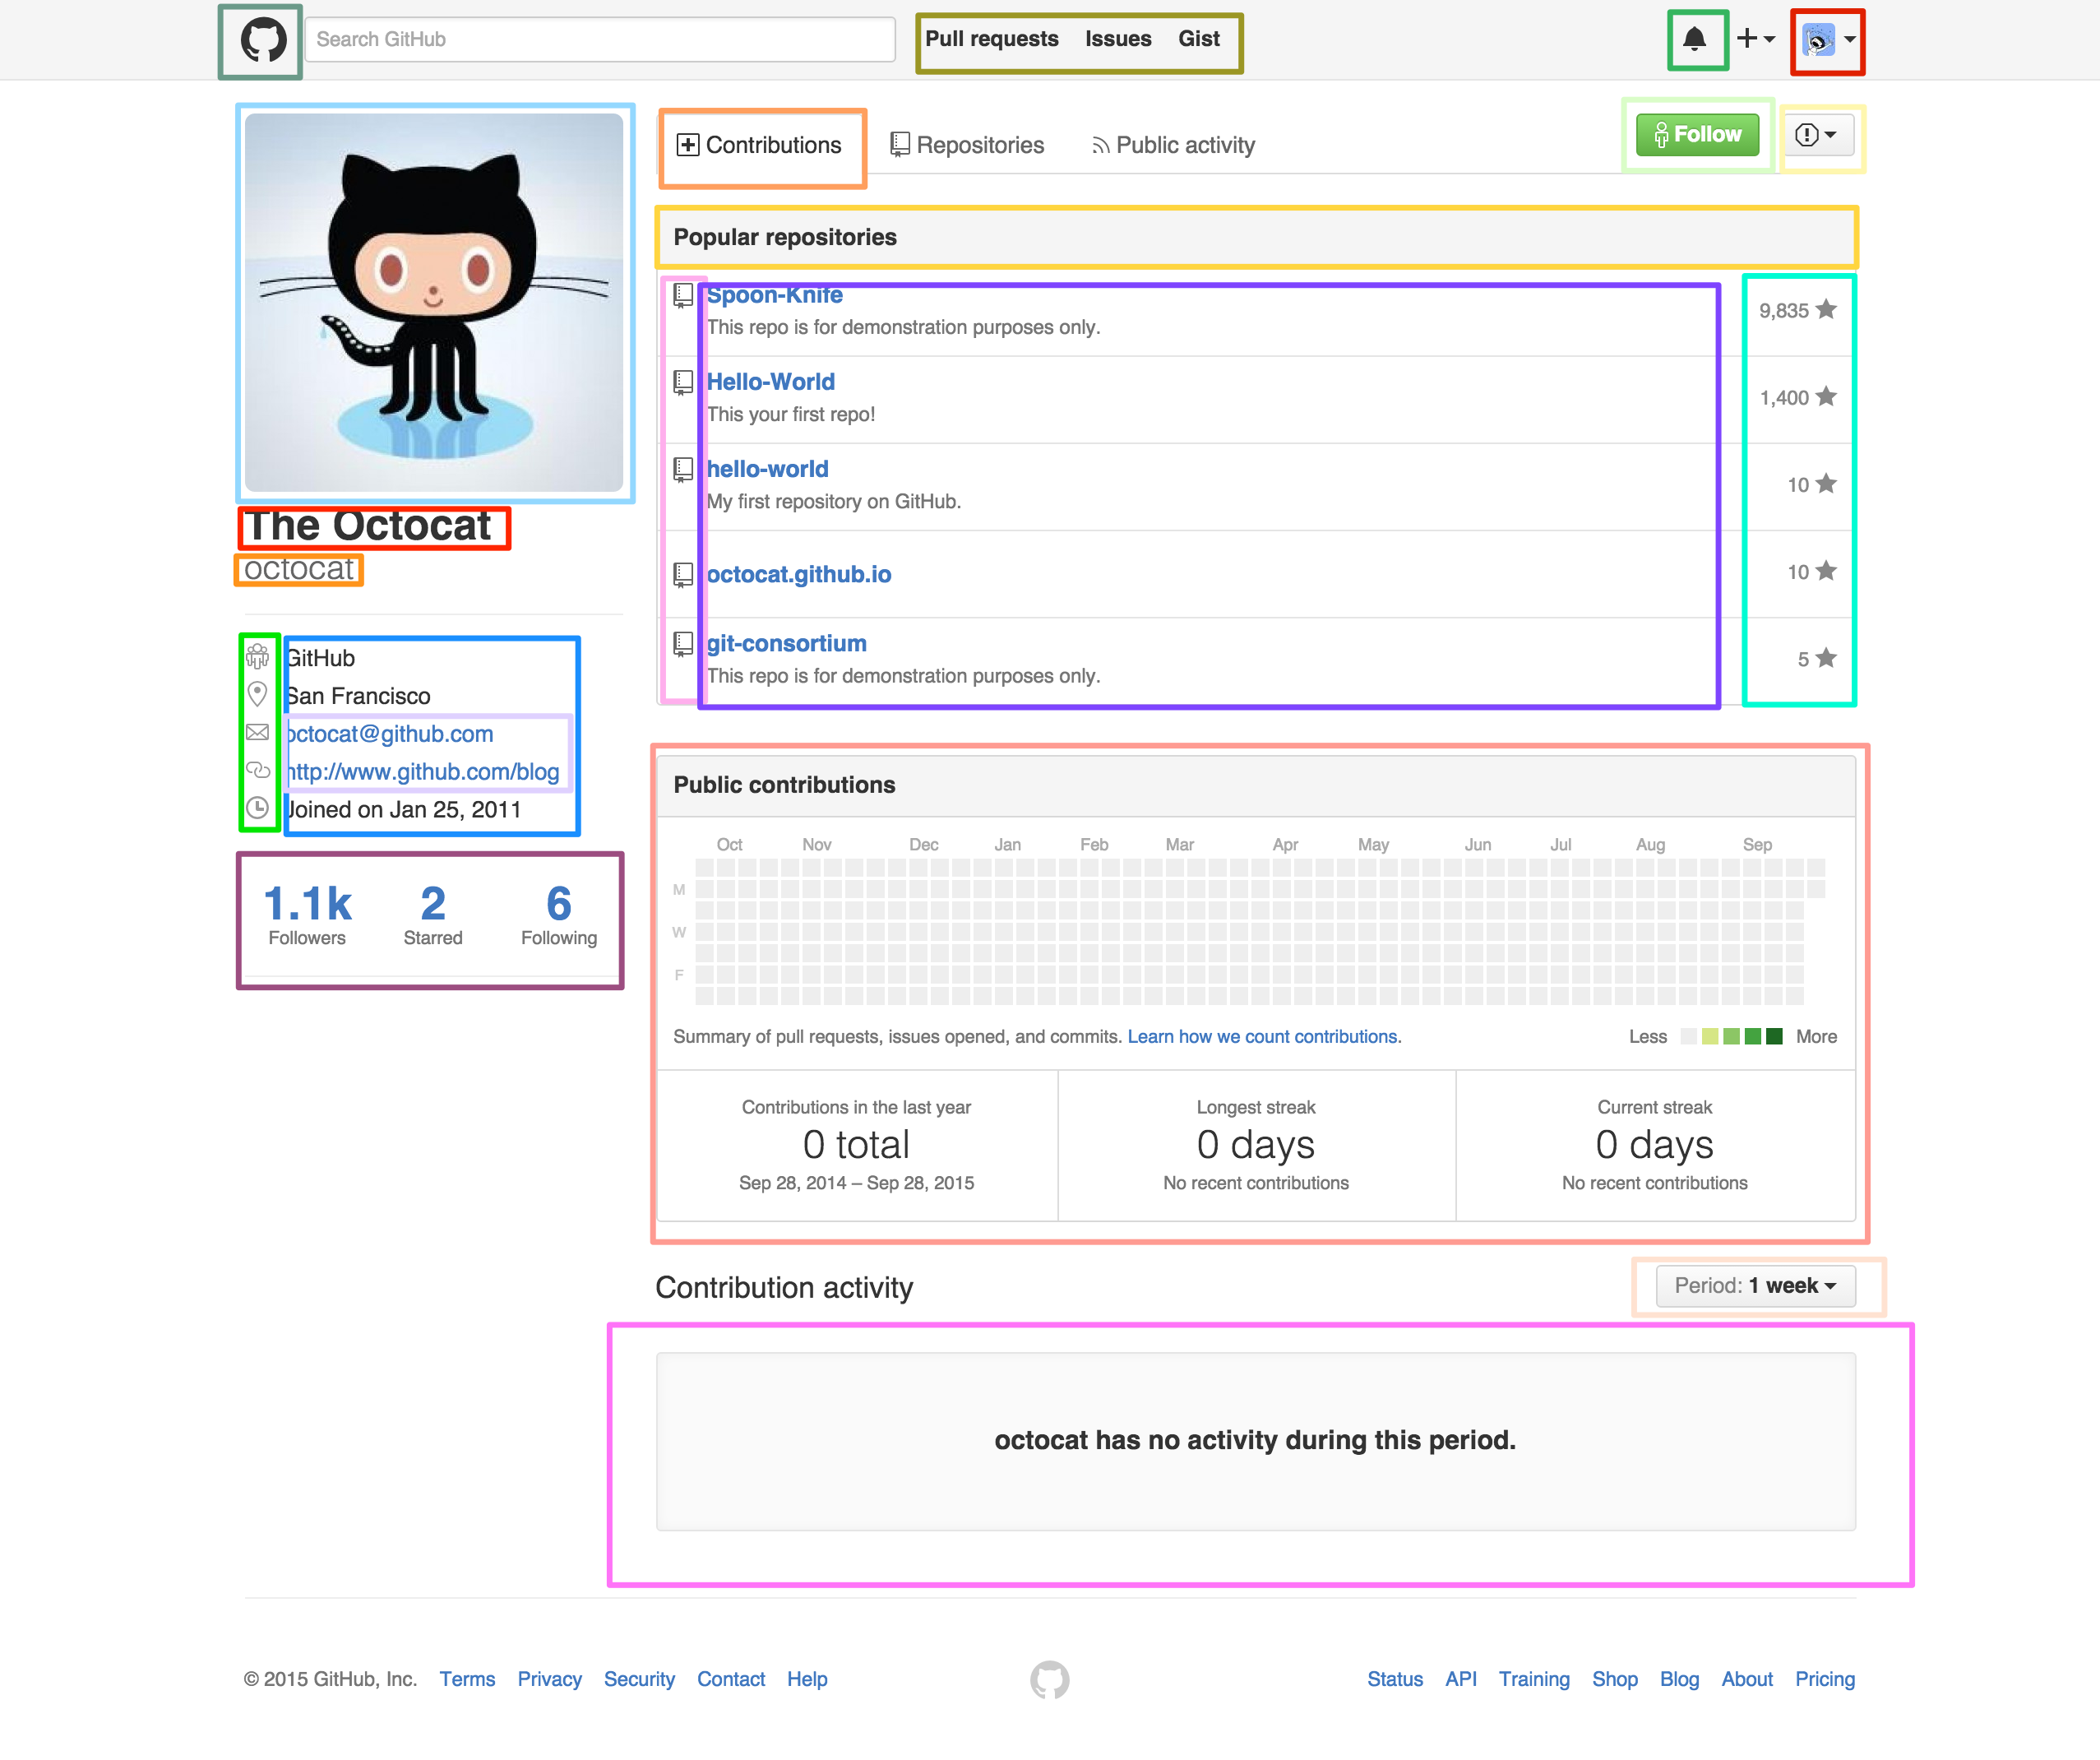 Search GitHub
Pull requests Issues Gist
Contributions Repositories Public activity
Follow
The Octocat
octocat
GitHub
San Francisco
octocat@github.com
http://www.github.com/blog
Joined on Jan 25, 2011
1.1k 2 6
Followers Starred Following
Popular repositories
Spoon-Knife
This repo is for demonstration purposes only.
9,835
Hello-World
This your first repo!
1,400
hello-world
My first repository on GitHub.
10
octocat.github.io
10
git-consortium
This repo is for demonstration purposes only.
5
Public contributions
Oct Nov Dec Jan Feb Mar Apr May Jun Jul Aug Sep
M
W
F
Summary of pull requests, issues opened, and commits. Learn how we count contributions.
Less More
Contributions in the last year
0 total
Sep 28, 2014 – Sep 28, 2015
Longest streak
0 days
No recent contributions
Current streak
0 days
No recent contributions
Contribution activity
Period: 1 week
octocat has no activity during this period.
© 2015 GitHub, Inc. Terms Privacy Security Contact Help
Status API Training Shop Blog About Pricing